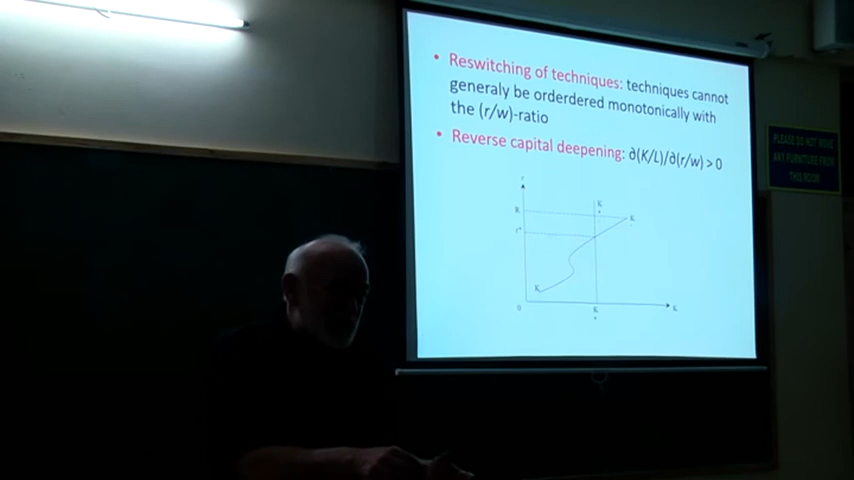 • Reswitching of techniques: techniques cannot
generaly be orderdered monotonically with
the (r/w)-ratio
• Reverse capital deepening: ∂(K/L)/∂(r/w) > 0
r
K
R
K
r*
K
0
K
K
PLEASE DO NOT MOVE
ANY FURNITURE FROM
THIS ROOM